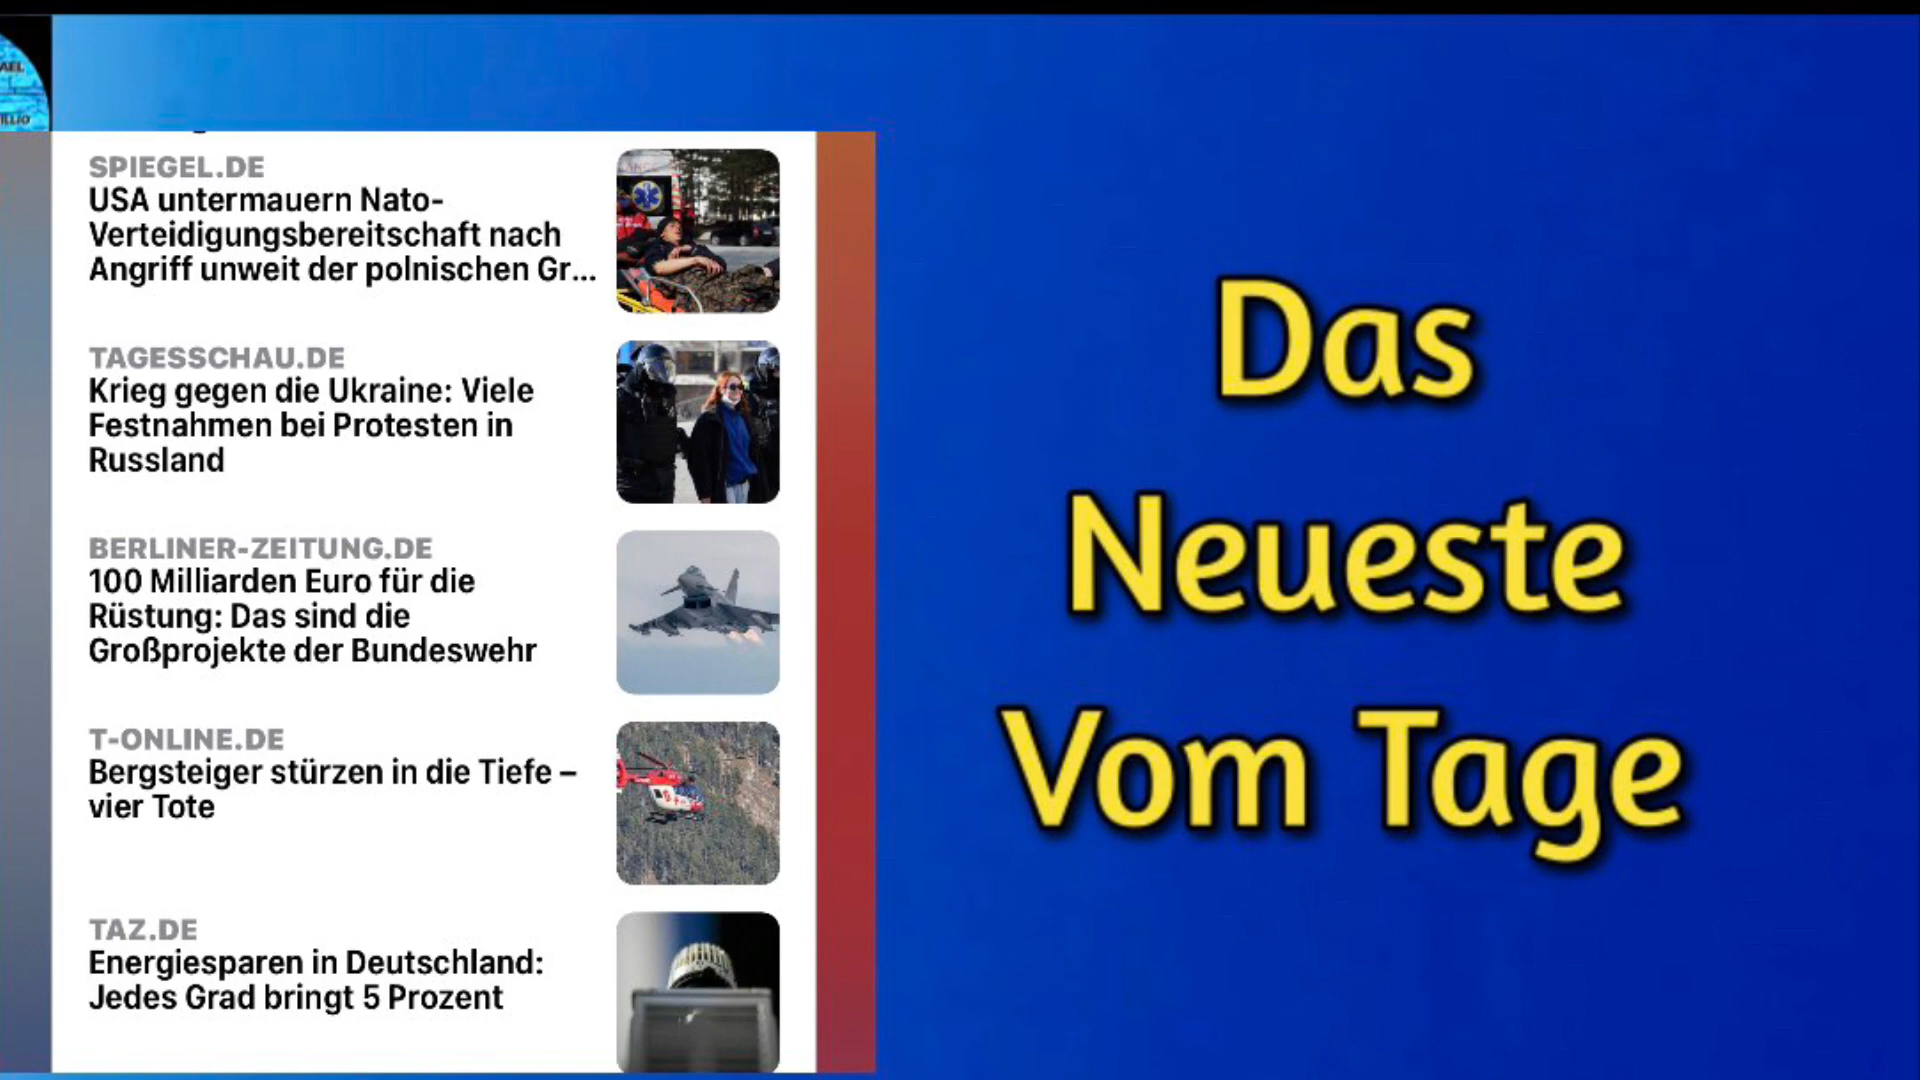 SPIEGEL.DE
USA untermauern Nato-
Verteidigungsbereitschaft nach
Angriff unweit der polnischen Gr...
TAGESSCHAU.DE
Krieg gegen die Ukraine: Viele
Festnahmen bei Protesten in
Russland
BERLINER-ZEITUNG.DE
100 Milliarden Euro für die
Rüstung: Das sind die
Großprojekte der Bundeswehr
T-ONLINE.DE
Bergsteiger stürzen in die Tiefe –
vier Tote
TAZ.DE
Energiesparen in Deutschland:
Jedes Grad bringt 5 Prozent
Das
Neueste
Vom Tage